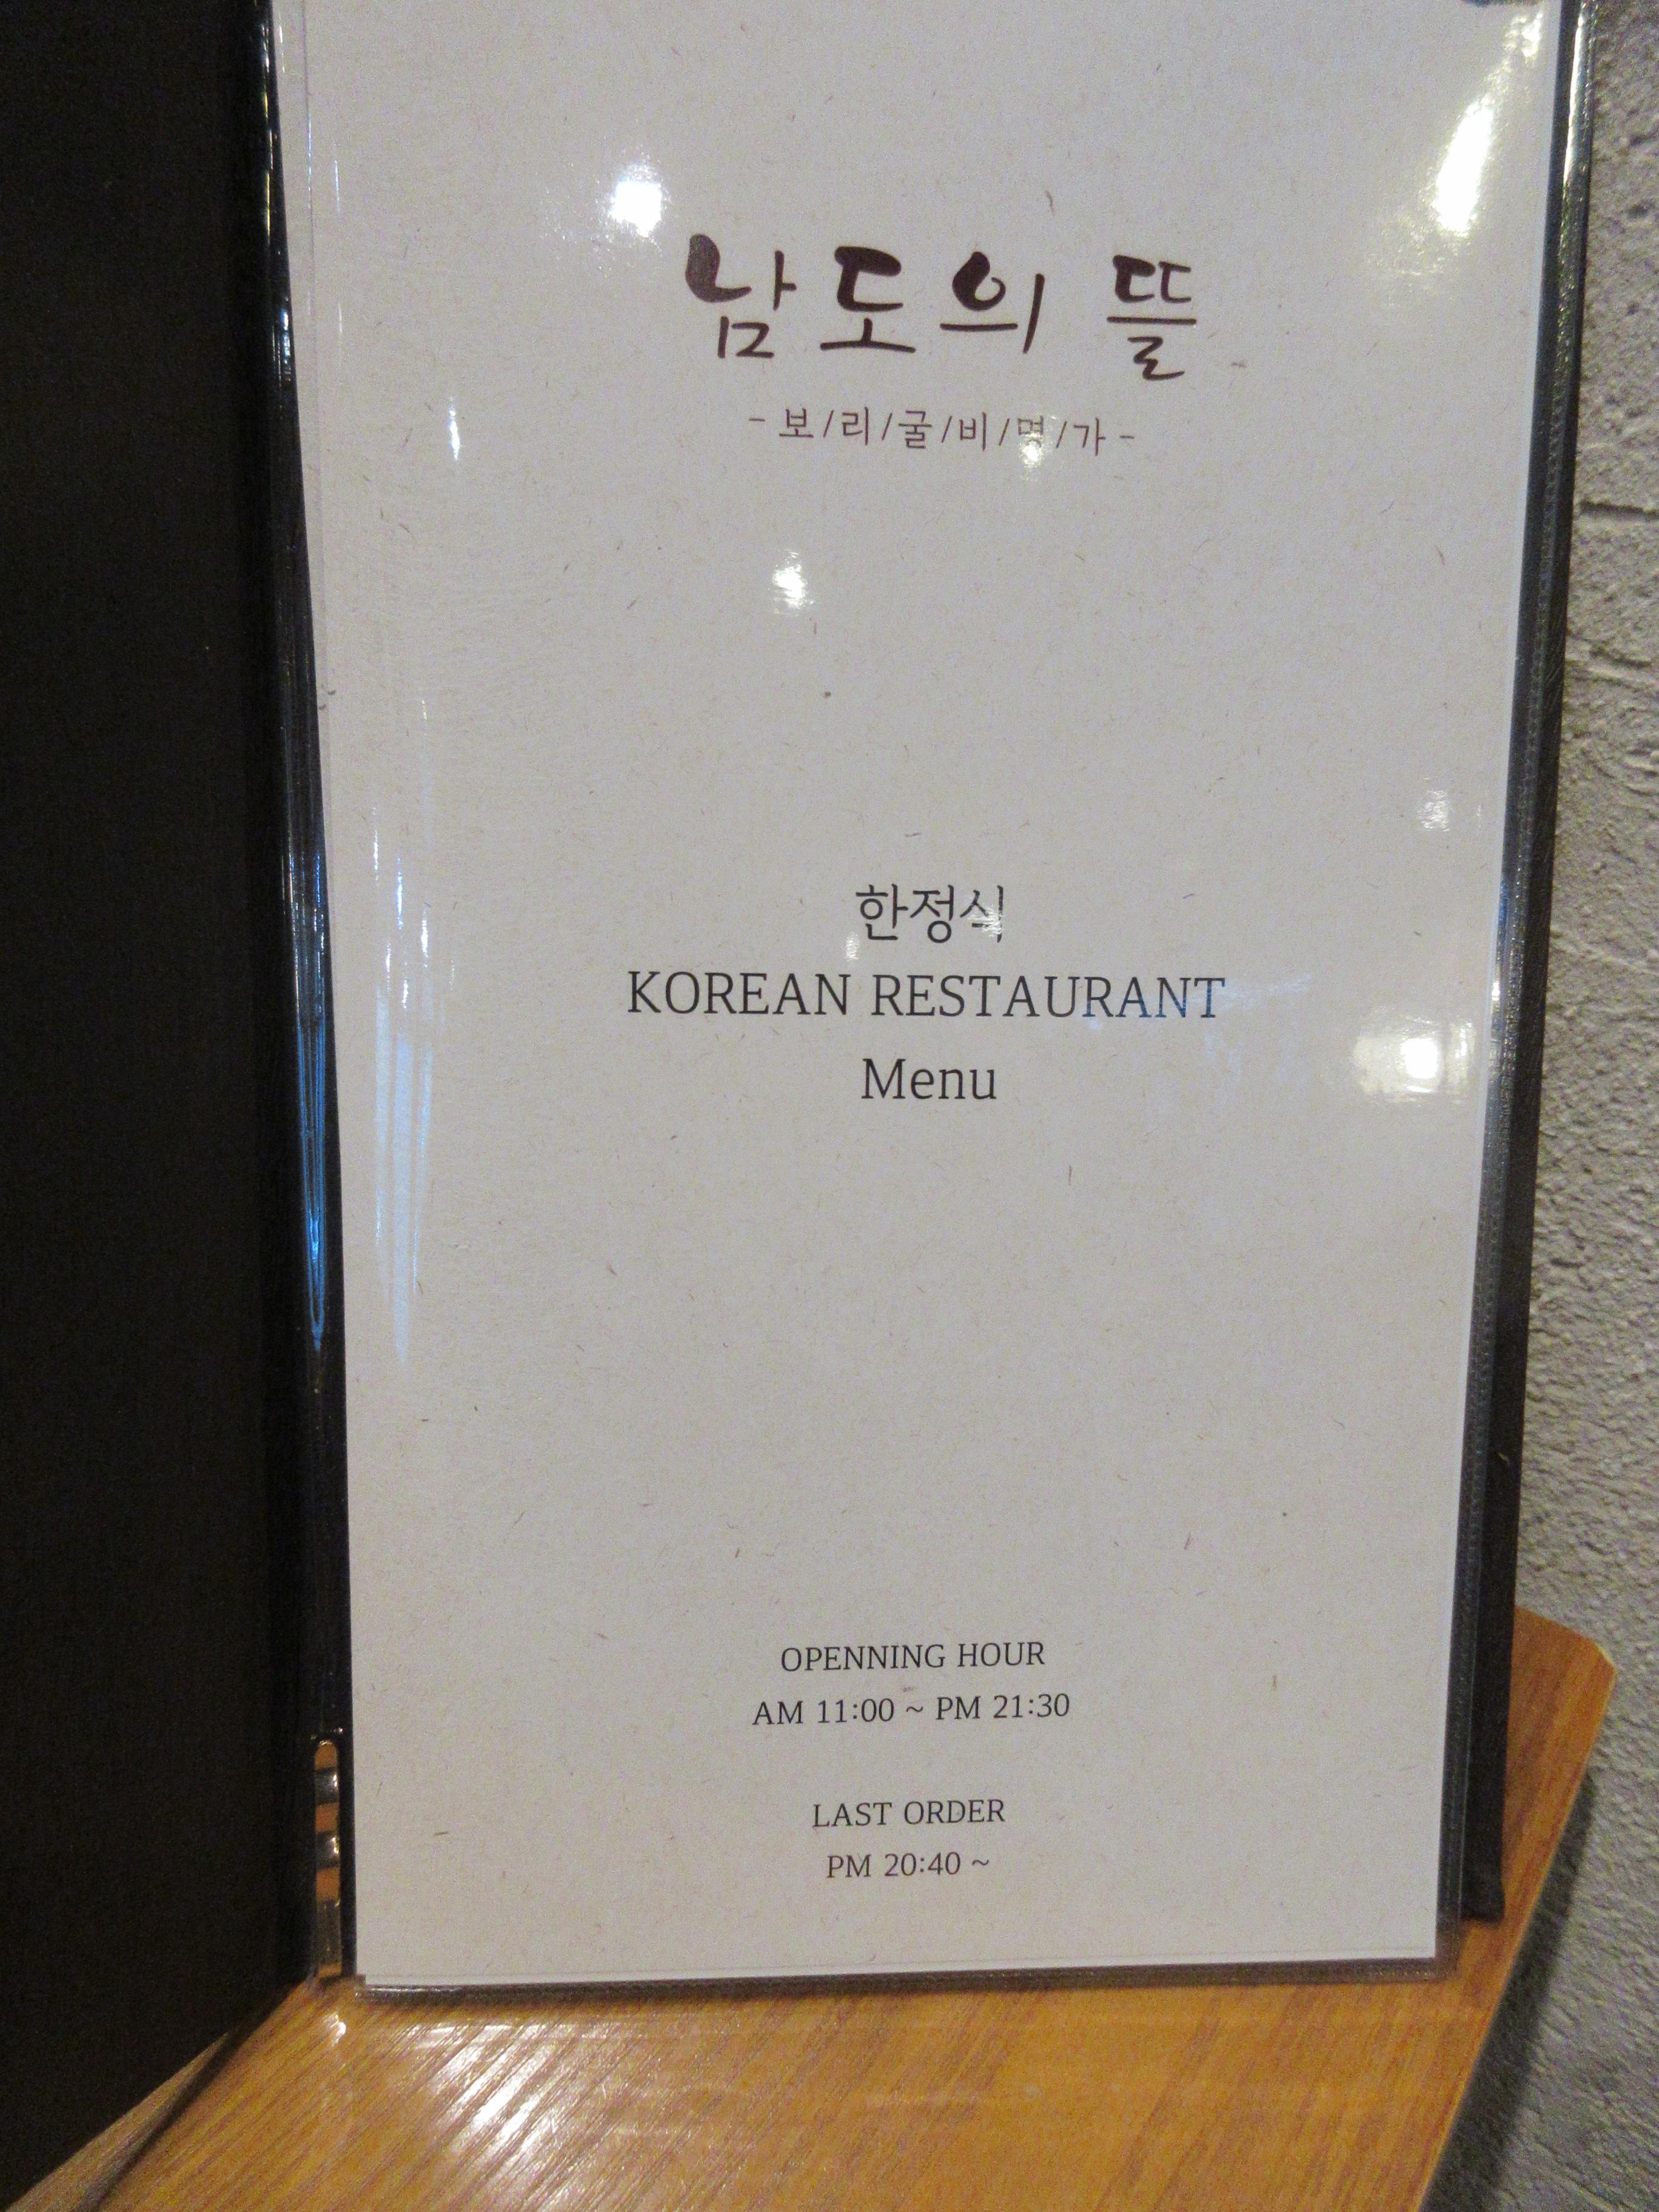 남도의 뜰
- 보/리/굴/비/명/가 -
한정식
KOREAN RESTAURANT
Menu
OPENNING HOUR
AM 11:00 ~ PM 21:30
LAST ORDER
PM 20:40 ~